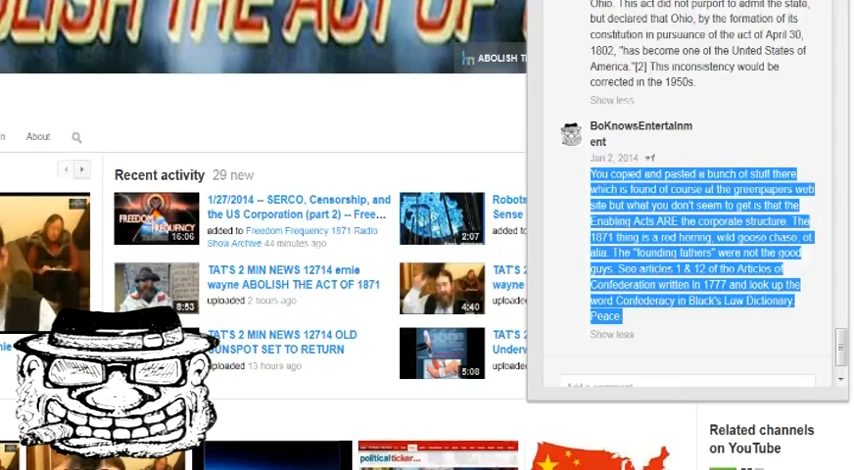 ABOLISH THE ACT OF
ABOLISH T
n
About
Recent activity 29 new
FREEDOM FREQUENCY
16:06
1/27/2014 -- SERCO, Censorship, and
the US Corporation (part 2) -- Free...
added to Freedom Frequency 1871 Radio
Show Archive 44 minutes ago
2:07
Robots
Sense
added to
8:53
TAT'S 2 MIN NEWS 12714 ernie
wayne ABOLISH THE ACT OF 1871
uploaded 2 hours ago
4:40
TAT'S 2
wayne
uploaded
TAT'S 2 MIN NEWS 12714 OLD
SUNSPOT SET TO RETURN
uploaded 13 hours ago
5:08
TAT'S 2
Underw
uploaded
Ohio. This act did not purport to admit the state,
but declared that Ohio, by the formation of its
constitution in pursuance of the act of April 30,
1802, "has become one of the United States of
America."[2] This inconsistency would be
corrected in the 1950s.
Show less
BoKnowsEntertainm
ent
Jan 2, 2014
You copied and pasted a bunch of stuff there
which is found of course at the greenpapers web
site but what you don't seem to get is that the
Enabling Acts ARE the corporate structure. The
1871 thing is a red herring, wild goose chase, et
alia. The "founding fathers" were not the good
guys. See articles 1 & 12 of the Articles of
Confederation written in 1777 and look up the
word Confederacy in Black's Law Dictionary.
Peace.
Show less
Add a comment
politicalticker...
Related channels
on YouTube